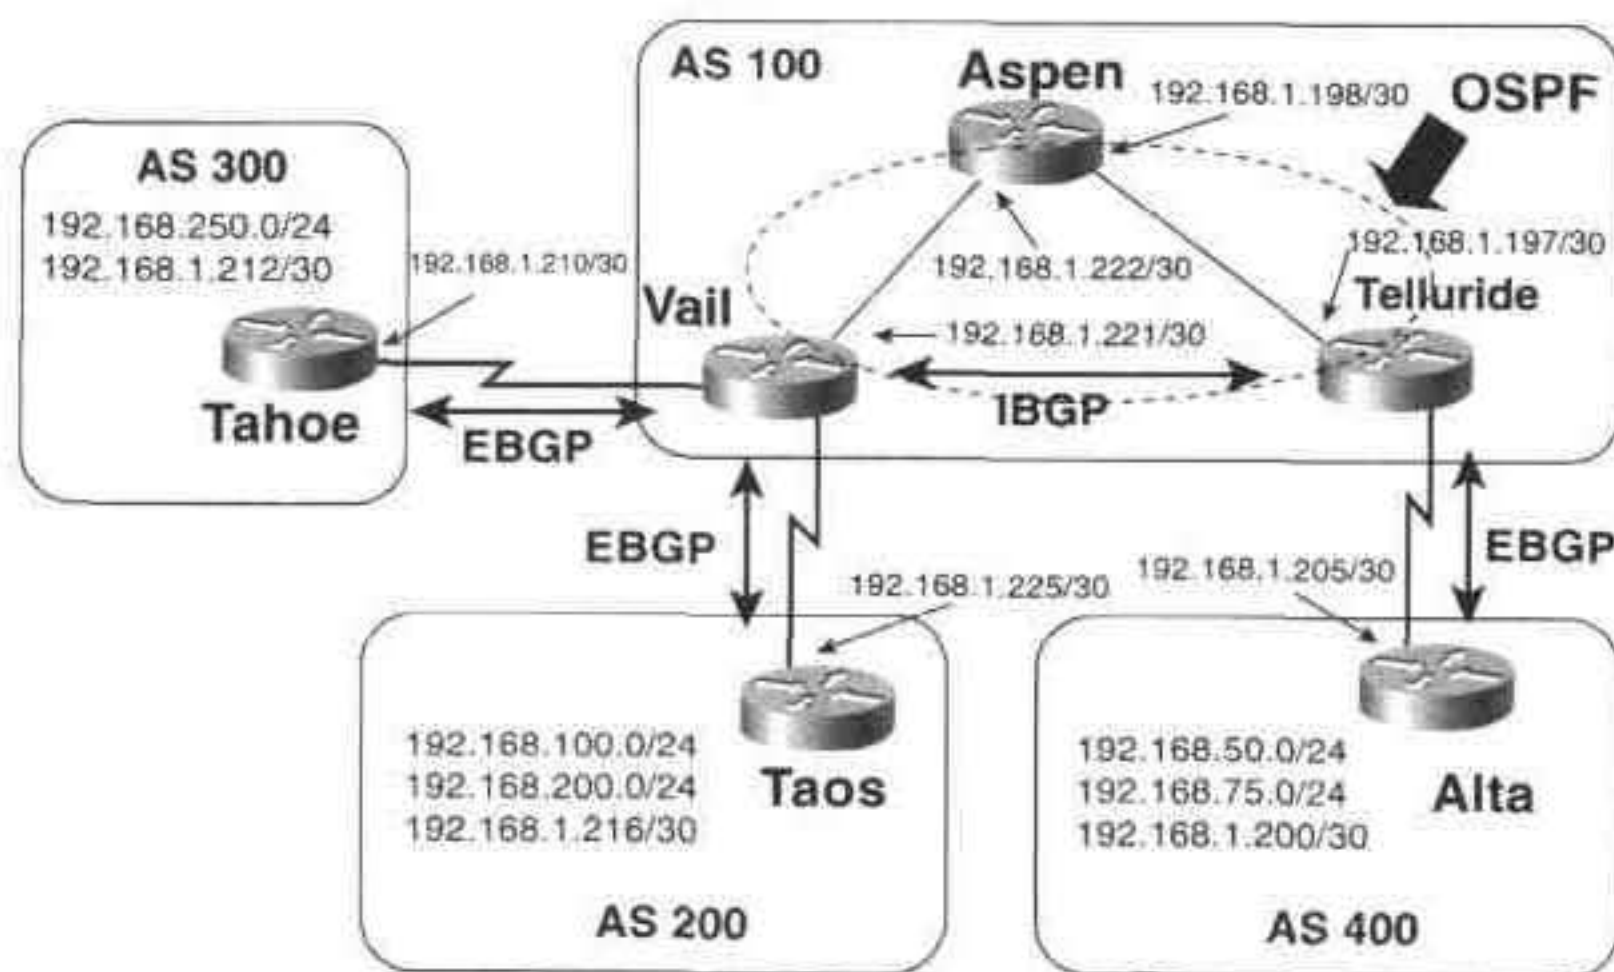 AS 100
Aspen
192.168.1.198/30
OSPF
AS 300
192.168.250.0/24
192.168.1.212/30
192.168.1.210/30
192.168.1.222/30
192.168.1.197/30
Vail
Telluride
192.168.1.221/30
Tahoe
EBGP
IBGP
EBGP
EBGP
192.168.1.225/30
192.168.1.205/30
192.168.100.0/24
192.168.200.0/24
192.168.1.216/30
Taos
192.168.50.0/24
192.168.75.0/24
192.168.1.200/30
Alta
AS 200
AS 400